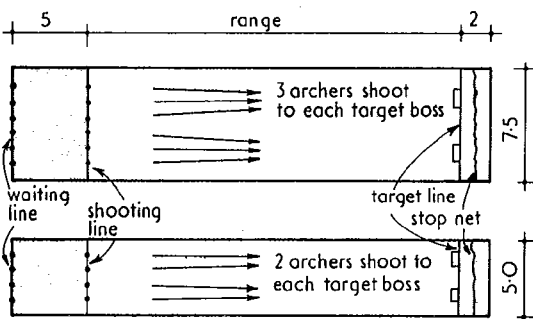 5
range
2
3 archers shoot
to each target boss
7·5
waiting
line
shooting
line
target line
stop net
2 archers shoot to
each target boss
5·0